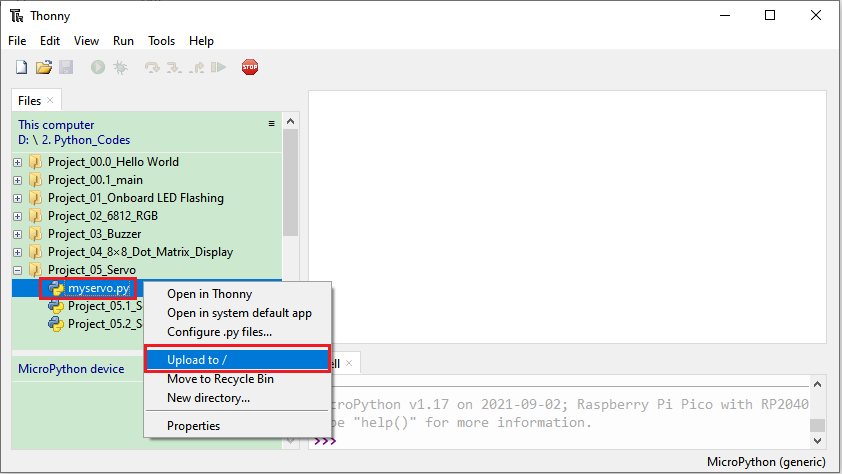 Thonny
File Edit View Run Tools Help
STOP
Files
This computer
D: \ 2. Python_Codes
Project_00.0_Hello World
Project_00.1_main
Project_01_Onboard LED Flashing
Project_02_6812_RGB
Project_03_Buzzer
Project_04_8×8_Dot_Matrix_Display
Project_05_Servo
myservo.py
Project_05.1_S
Project_05.2_S
Open in Thonny
Open in system default app
Configure .py files...
Upload to /
Move to Recycle Bin
New directory...
Properties
MicroPython device
ell
croPython v1.17 on 2021-09-02; Raspberry Pi Pico with RP2040
pe "help()" for more information.
>>>
MicroPython (generic)